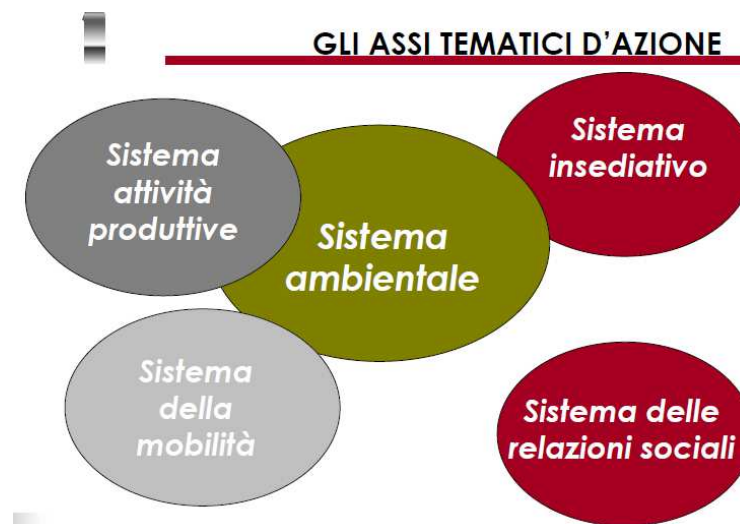 GLI ASSI TEMATICI D'AZIONE
Sistema
attività
produttive
Sistema
ambientale
Sistema
insediativo
Sistema
della
mobilità
Sistema delle
relazioni sociali